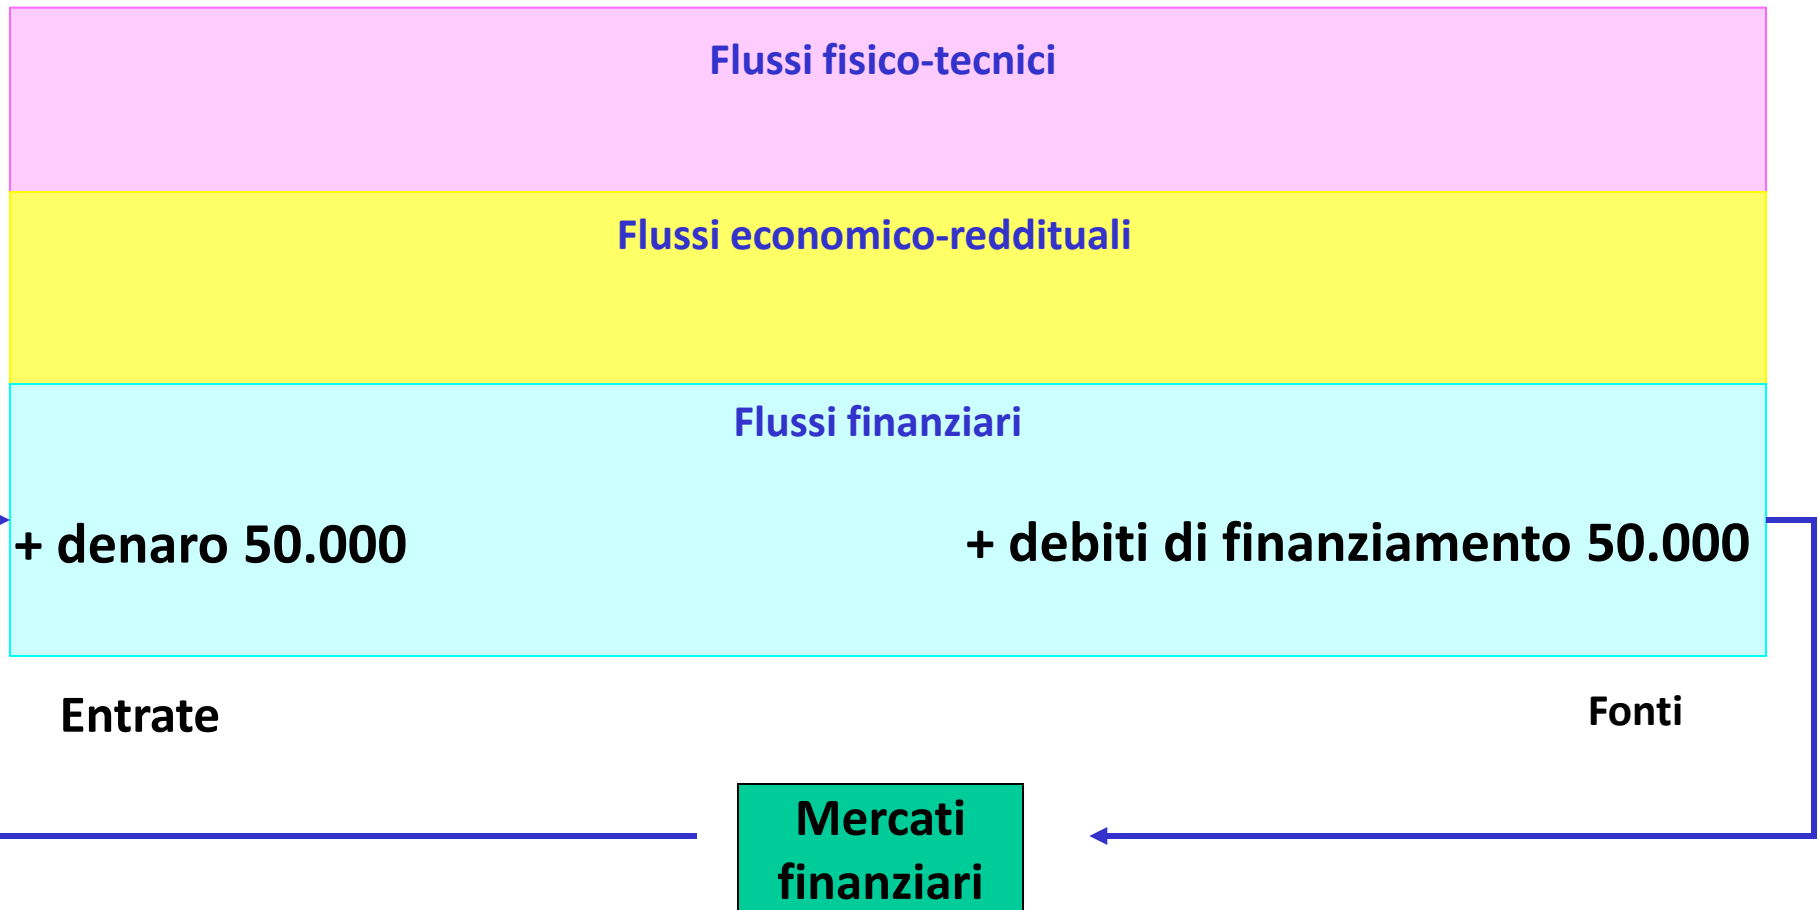 Flussi fisico-tecnici
Flussi economico-reddituali
Flussi finanziari
+ denaro 50.000
+ debiti di finanziamento 50.000
Entrate
Fonti
Mercati
finanziari